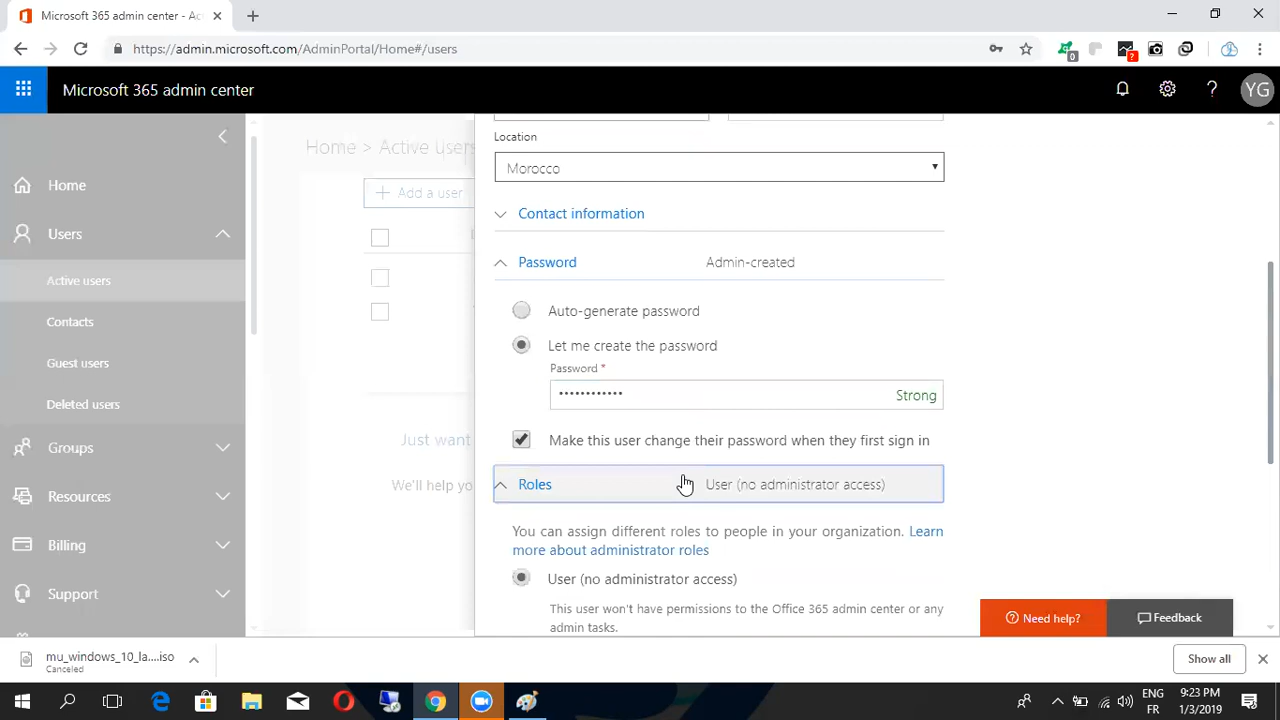 Microsoft 365 admin center - Ac
https://admin.microsoft.com/AdminPortal/Home#/users
0
?
Microsoft 365 admin center
?
YG
Home
Users
Active users
Contacts
Guest users
Deleted users
Groups
Resources
Billing
Support
Home > Active users
Add a user
Just want
We'll help yo
Location
Morocco
Contact information
Password Admin-created
Auto-generate password
Let me create the password
Password *
•••••••••••• Strong
Make this user change their password when they first sign in
Roles User (no administrator access)
You can assign different roles to people in your organization. Learn
more about administrator roles
User (no administrator access)
This user won't have permissions to the Office 365 admin center or any
admin tasks.
Need help?
Feedback
mu_windows_10_la....iso
Canceled
Show all
ENG
FR
9:23 PM
1/3/2019